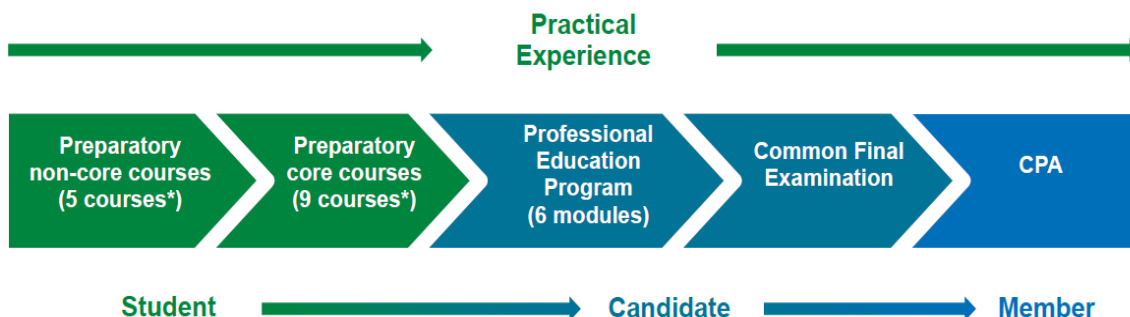 Practical
Experience
Preparatory
non-core courses
(5 courses*)
Preparatory
core courses
(9 courses*)
Professional
Education
Program
(6 modules)
Common Final
Examination
CPA
Student
Candidate
Member